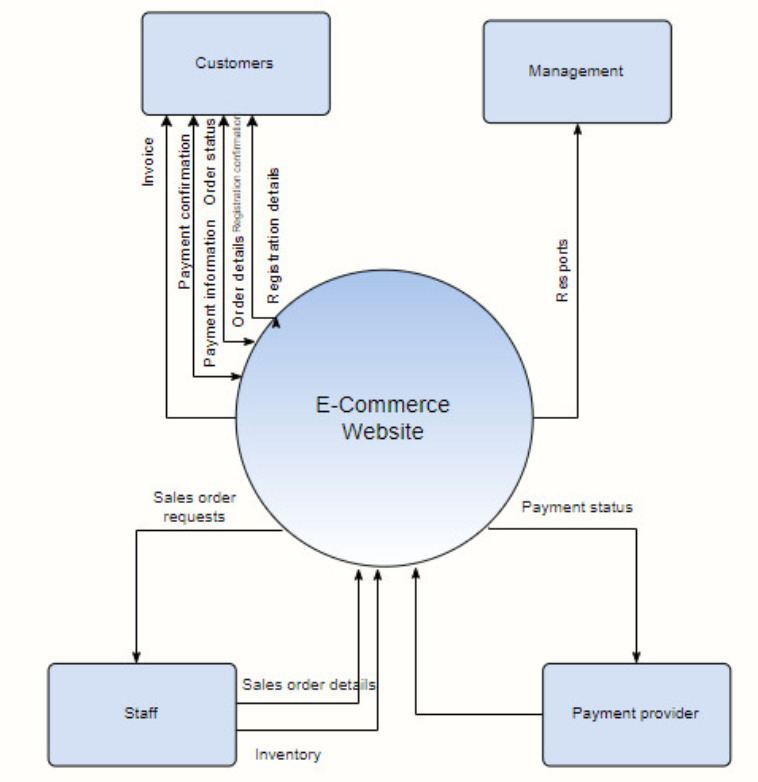 Customers
Management
Invoice
Payment confirmation
Order status
Registration confirmation
Payment information
Order details
Registration details
Resports
E-Commerce
Website
Sales order
requests
Payment status
Sales order details
Staff
Payment provider
Inventory